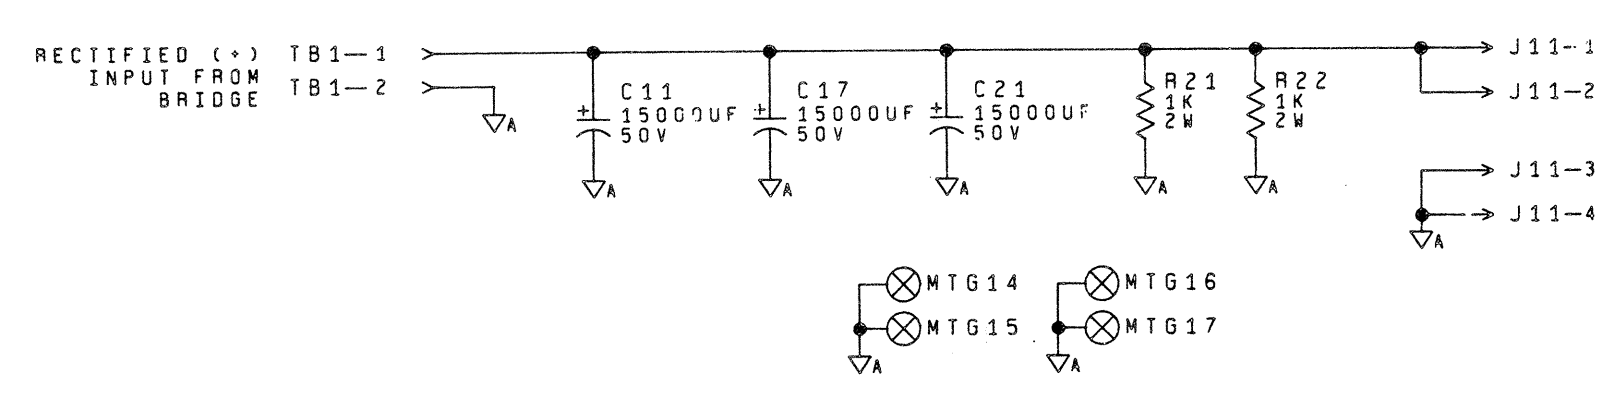 RECTIFIED (+) TB1-1
INPUT FROM TB1-2
BRIDGE
A
C11
15000UF
50V
A
C17
15000UF
50V
A
C21
15000UF
50V
A
R21
1K
2W
A
R22
1K
2W
A
J11-1
J11-2
J11-3
J11-4
A
MTG14
MTG15
A
MTG16
MTG17
A